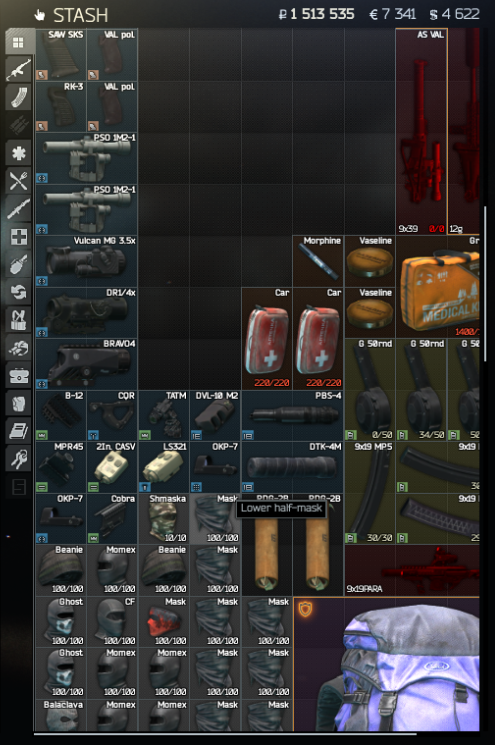 STASH ₽ 1 513 535 € 7 341 $ 4 622
SAW SKS VAL pol. AS VAL
RK-3 VAL pol.
PSO 1M2-1
PSO 1M2-1
9x39 0/0 12g
Vulcan MG 3.5x Morphine Vaseline Gr
DR1/4x Car Car Vaseline
1400/
BRAVO4 G 50rnd G 50rnd G 50
220/220 220/220
B-12 CQR TATM DVL-10 M2 PBS-4
0/50 34/50 50
MPR45 2In. CASV LS321 OKP-7 DTK-4M 9x19 MP5 9x19
OKP-7 Cobra Shmaska Mask RDG-2B RDG-2B 9x19
Lower half-mask
10/10 100/100 30/30 29
Beanie Momex Beanie Mask
100/100 100/100 100/100 100/100 9x19PARA
Ghost CF Mask Mask Mask
100/100 100/100 100/100 100/100 100/100
Ghost Momex Momex Mask Mask
100/100 100/100 100/100 100/100 100/100
Balaclava Momex Momex Mask Mask